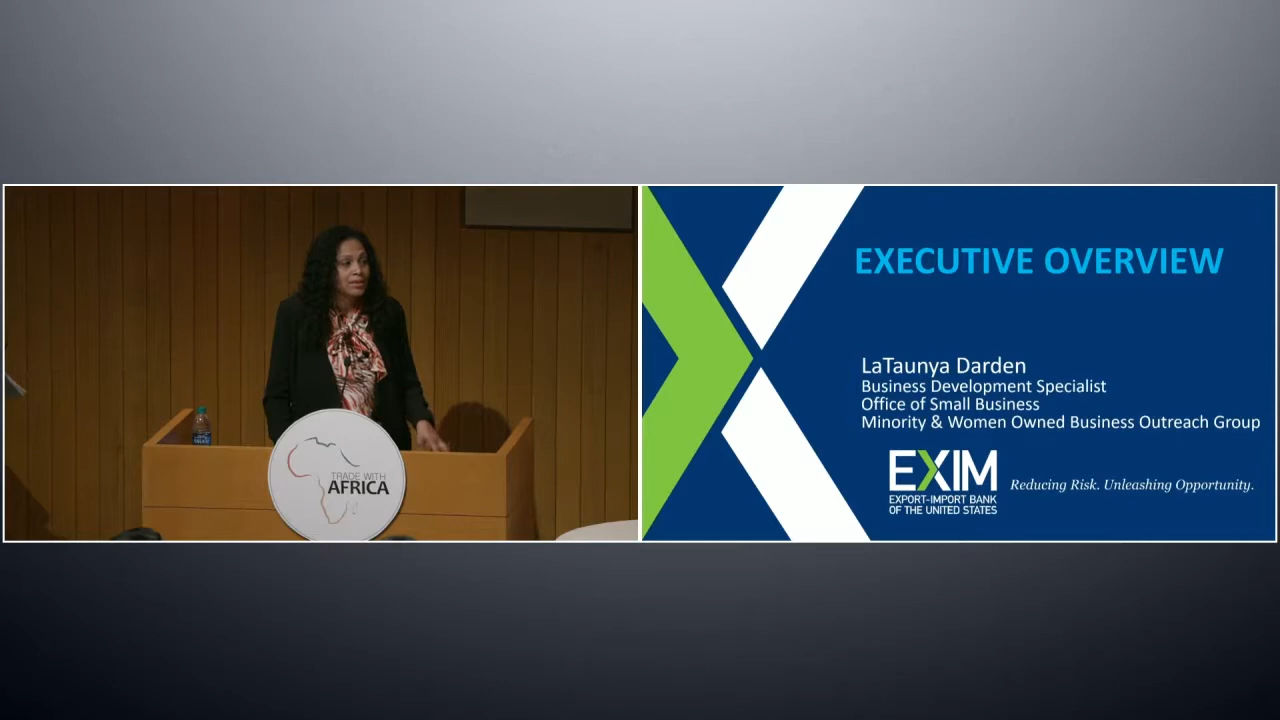 TRADE WITH
AFRICA
EXECUTIVE OVERVIEW
LaTaunya Darden
Business Development Specialist
Office of Small Business
Minority & Women Owned Business Outreach Group
EXIM
EXPORT-IMPORT BANK
OF THE UNITED STATES
Reducing Risk. Unleashing Opportunity.